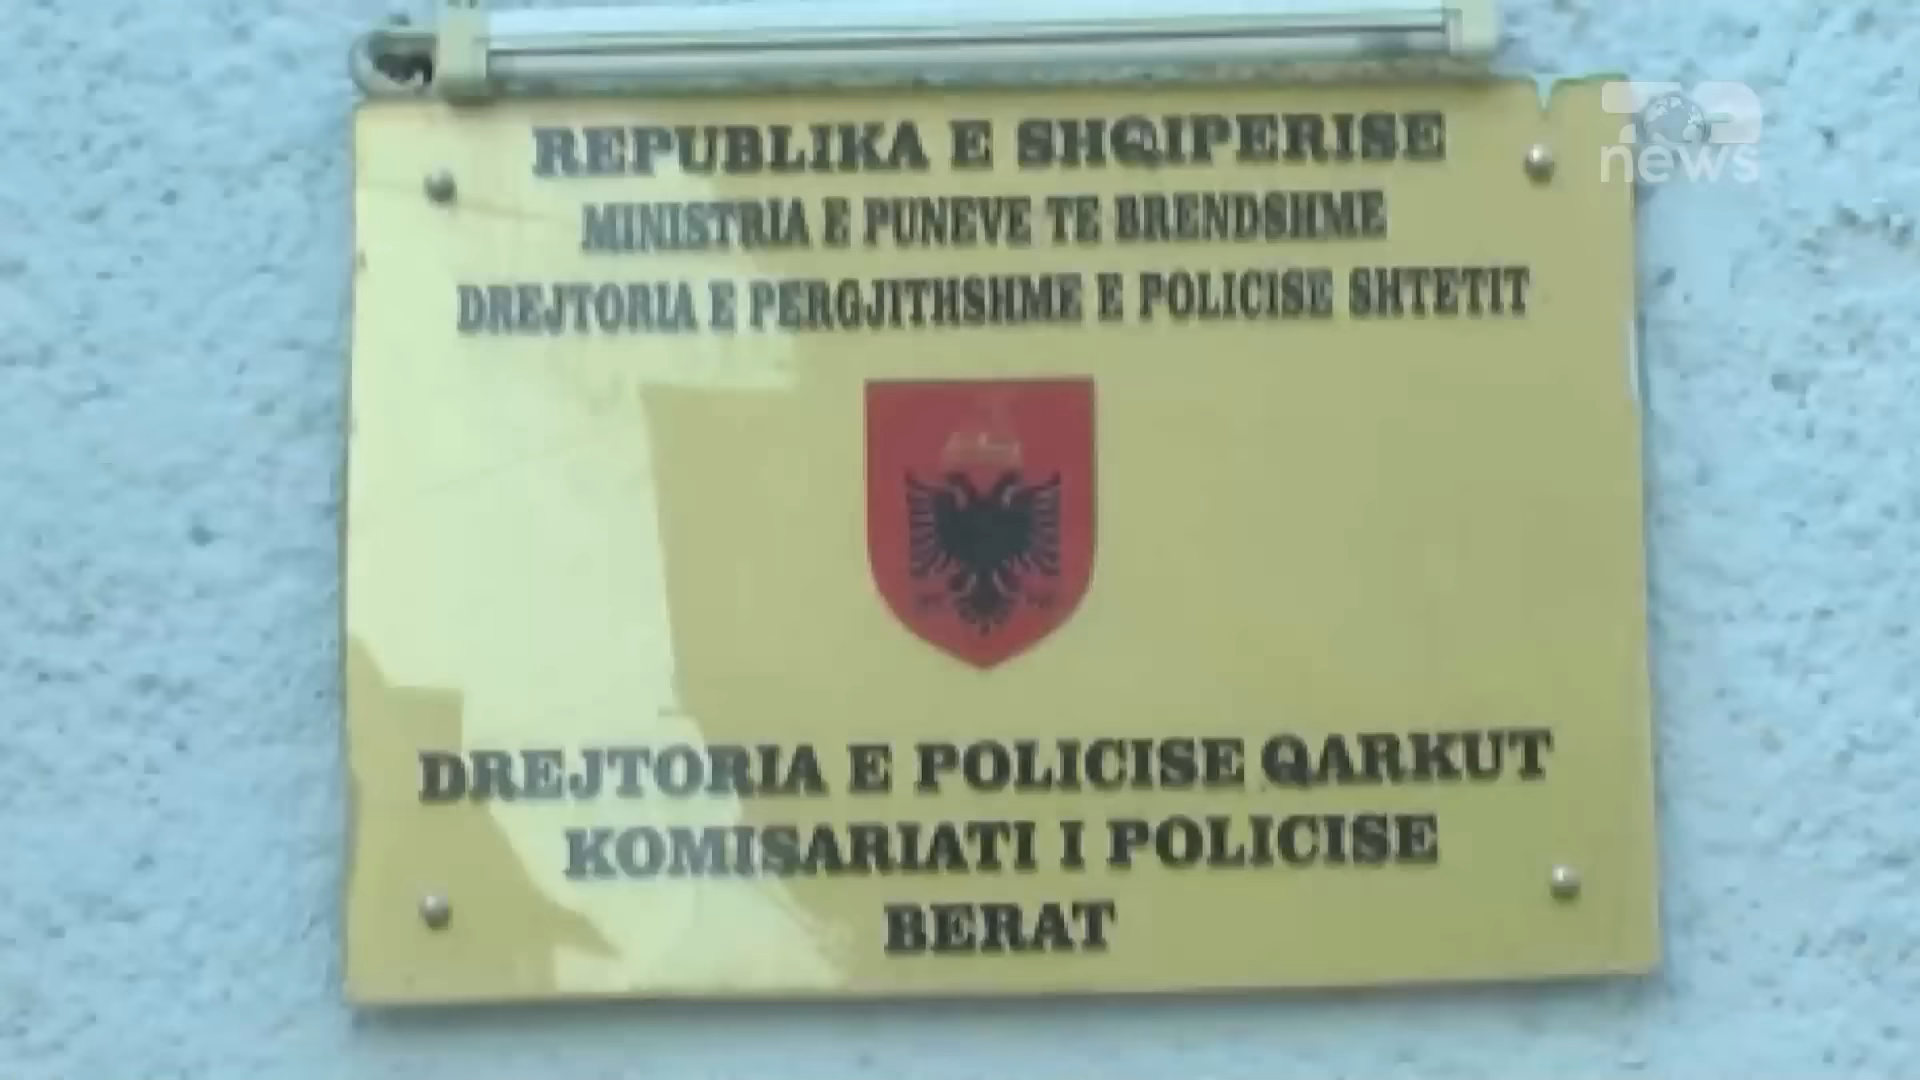 REPUBLIKA E SHQIPERISE
MINISTRIA E PUNEVE TE BRENDSHME
DREJTORIA E PERGJITHSHME E POLICISE SHTETIT
DREJTORIA E POLICISE QARKUT
KOMISARIATI I POLICISE
BERAT
news